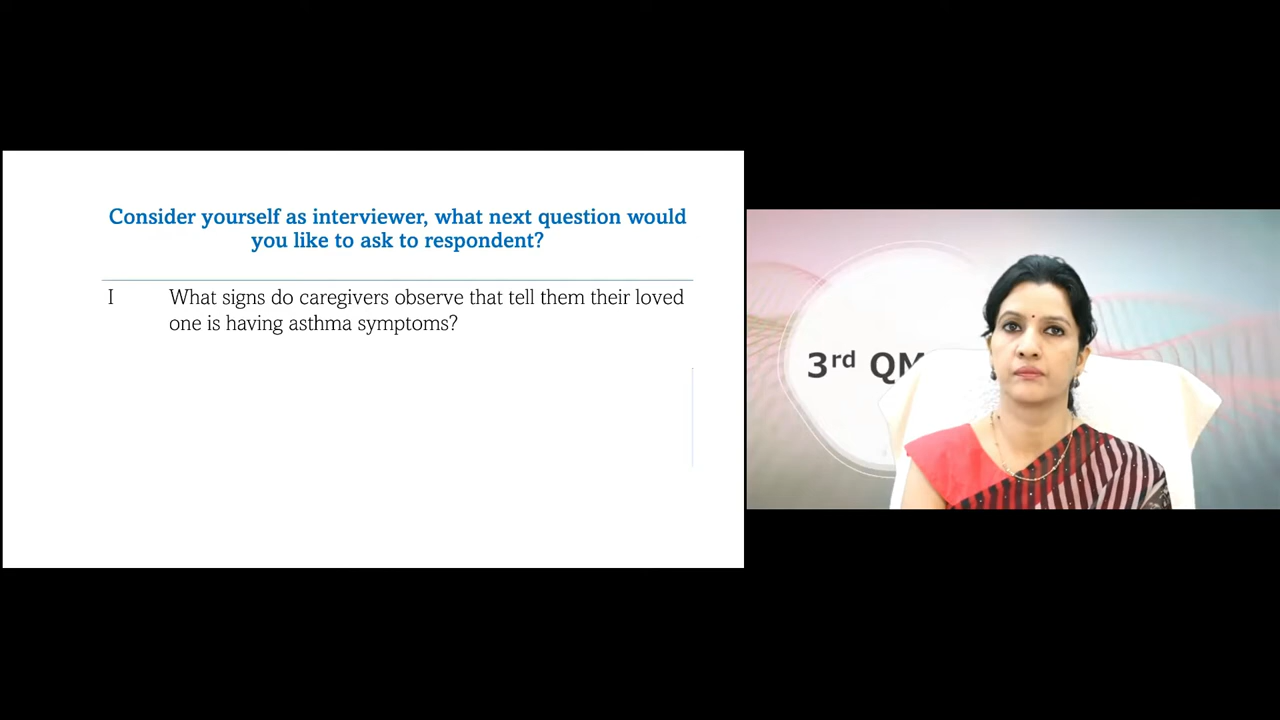 Consider yourself as interviewer, what next question would
you like to ask to respondent?
I What signs do caregivers observe that tell them their loved
one is having asthma symptoms?
3rd QM